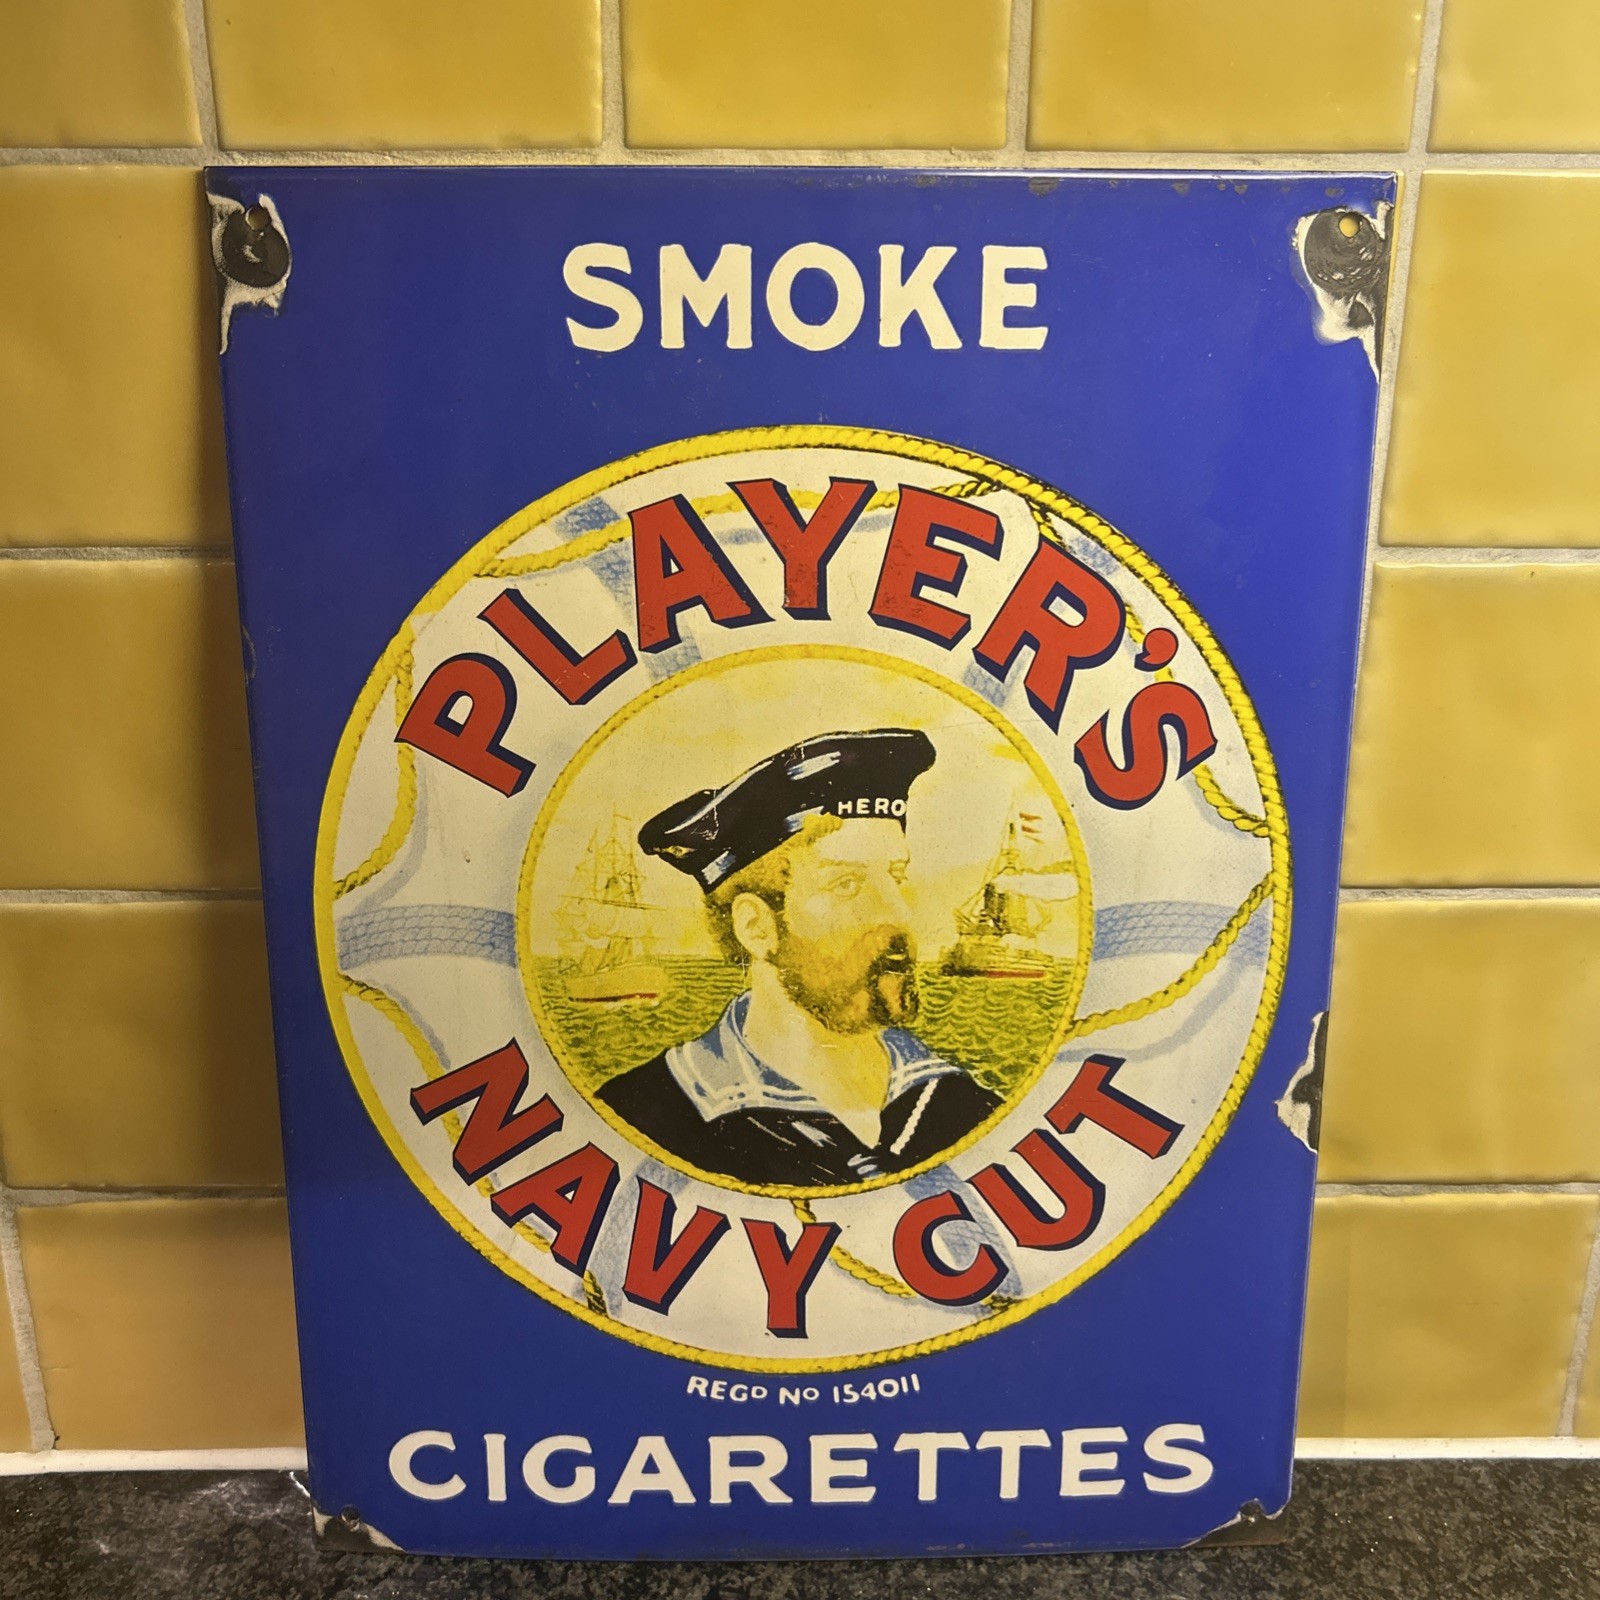 SMOKE
PLAYER'S
HERO
NAVY CUT
REGD No 154011
CIGARETTES